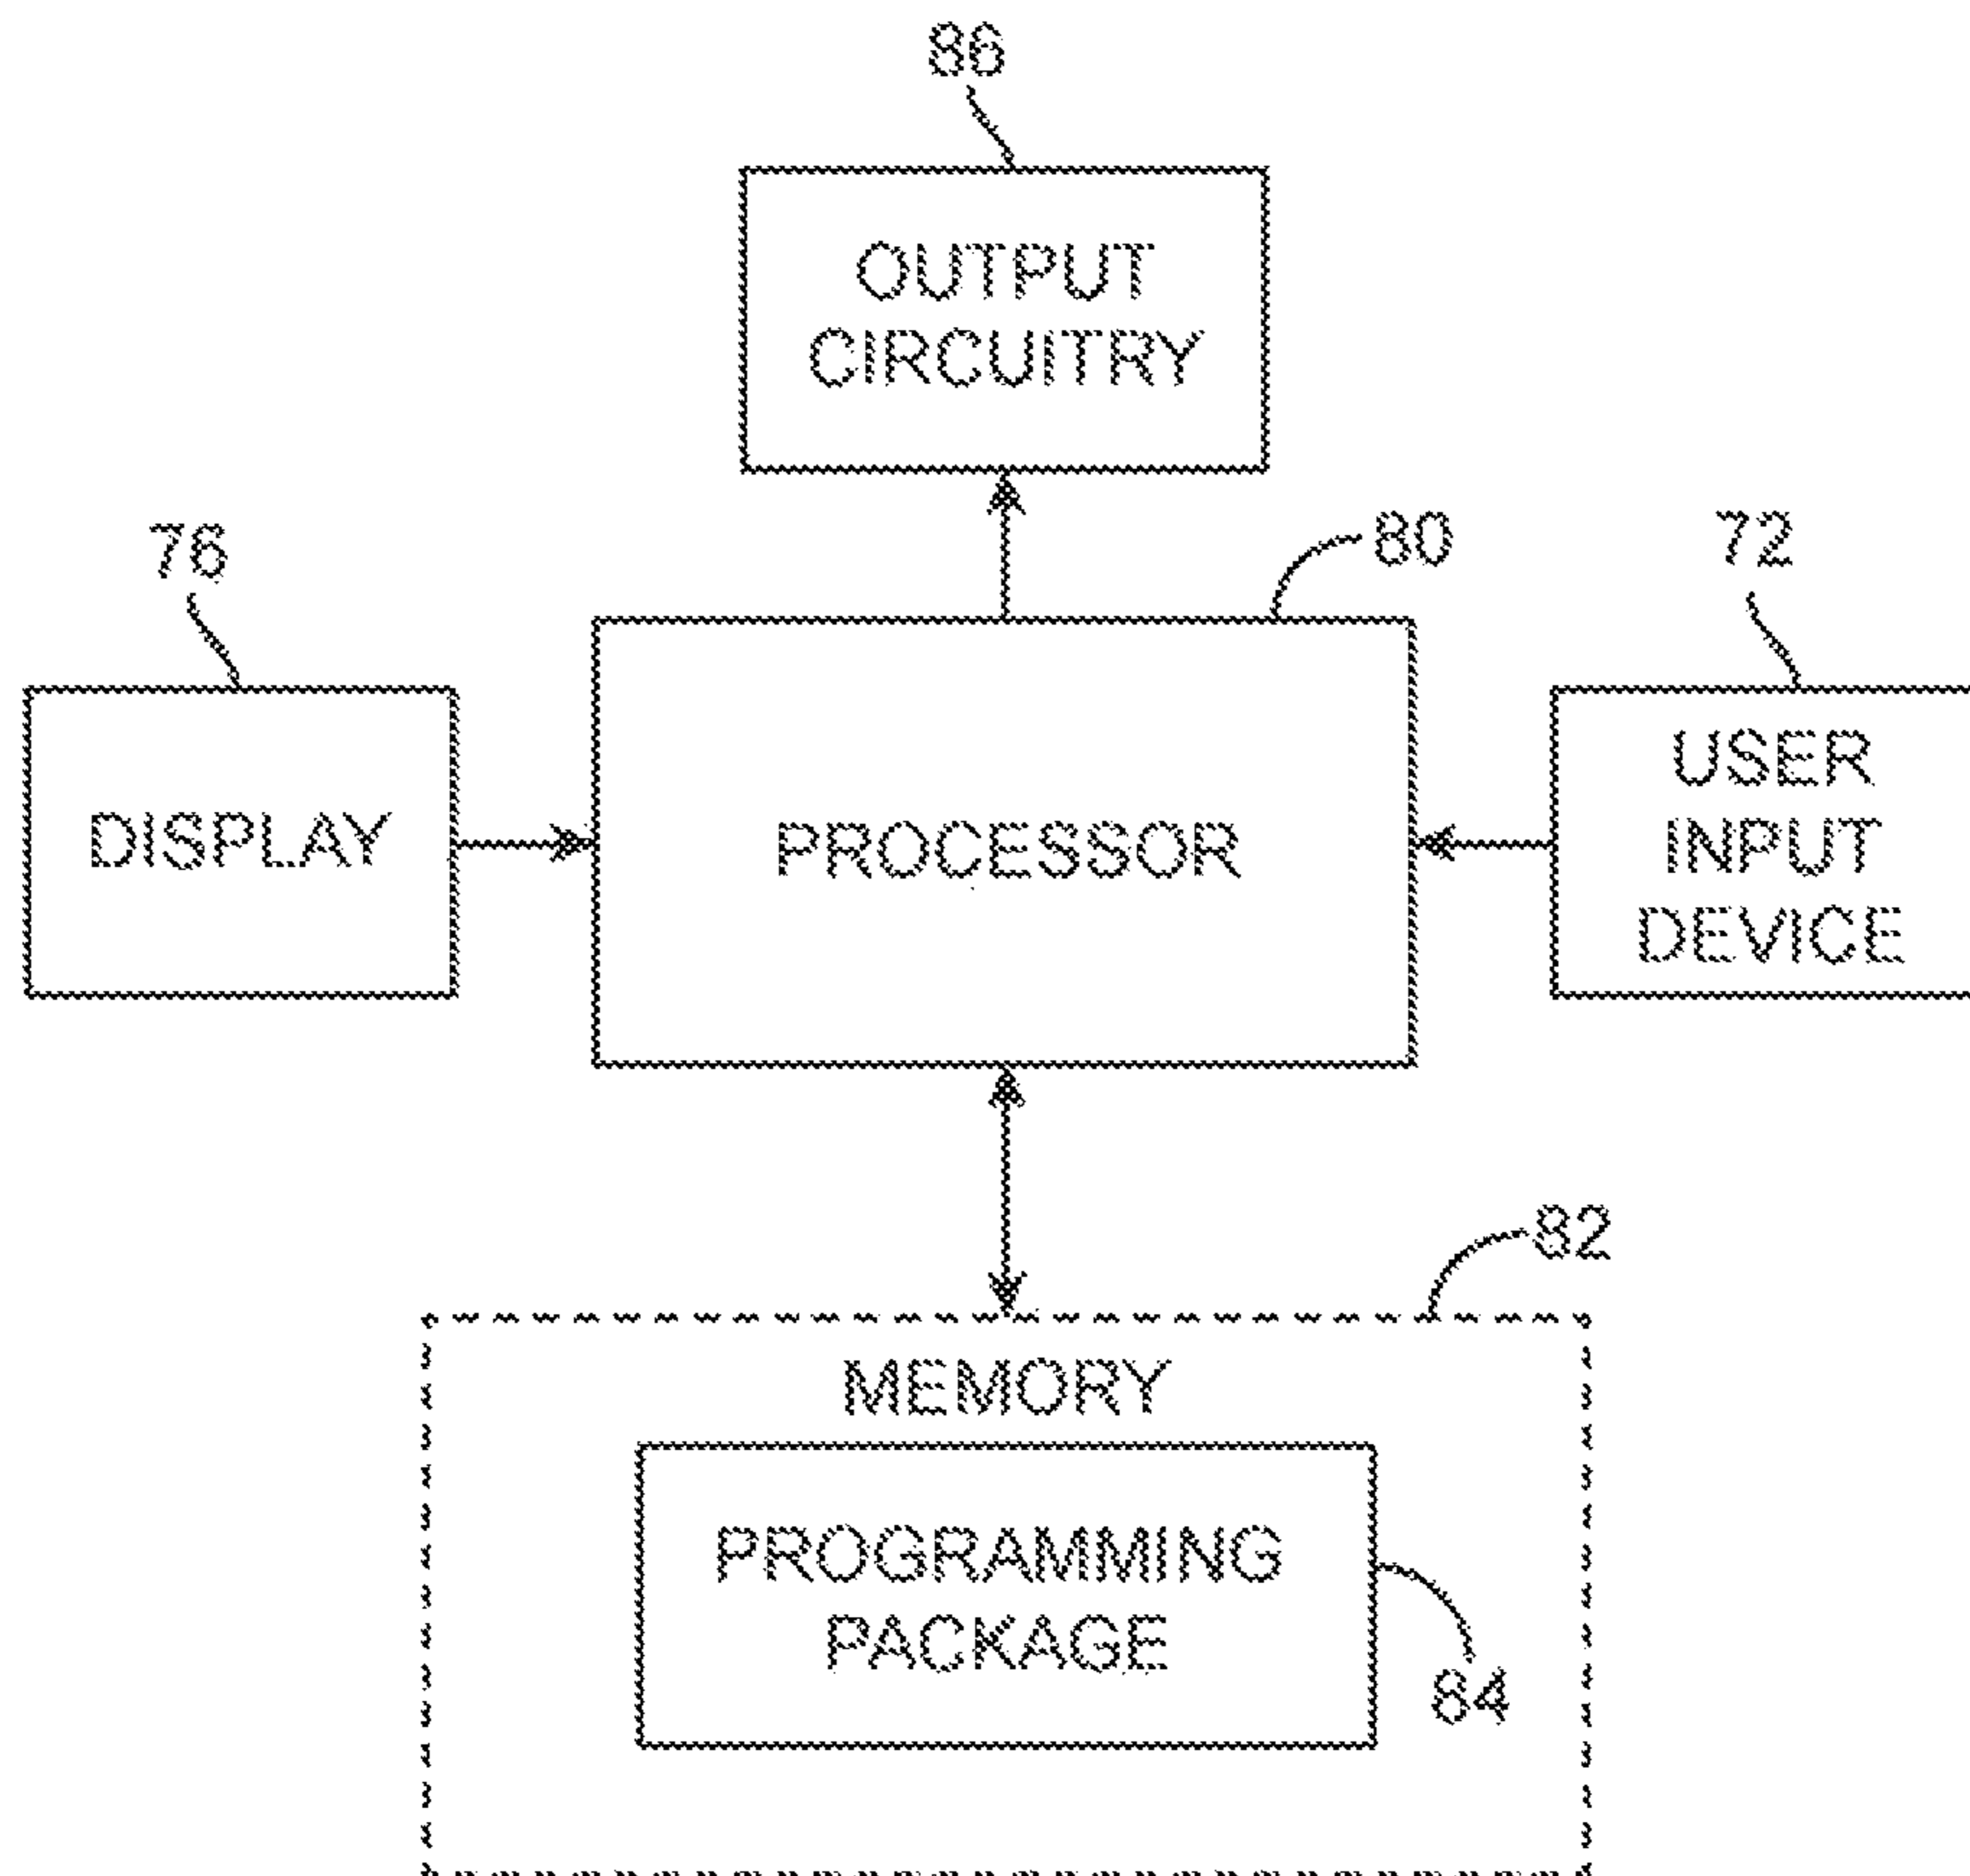 86
OUTPUT
CIRCUITRY
76
80
72
DISPLAY
PROCESSOR
USER
INPUT
DEVICE
82
MEMORY
PROGRAMMING
PACKAGE
84